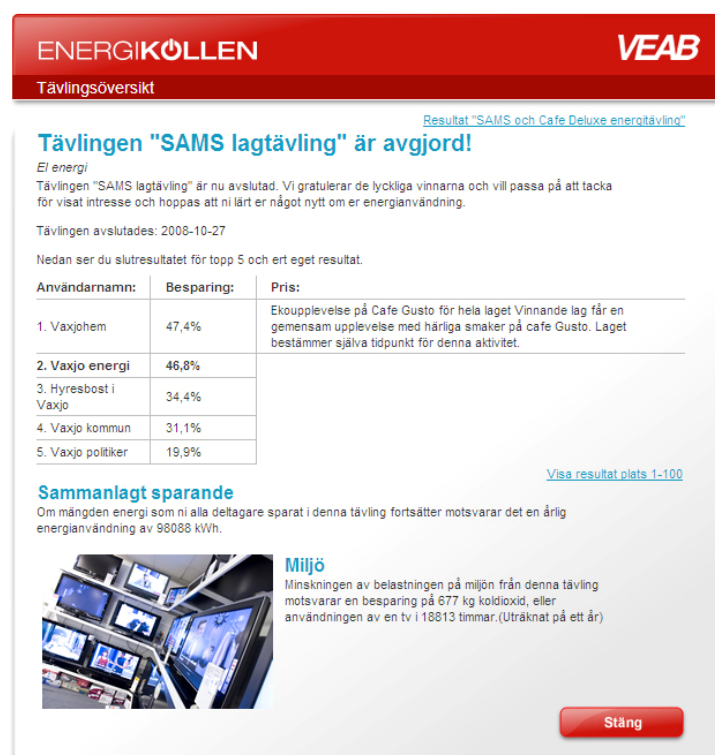 ENERGIKOLLEN
VEAB
Tävlingsöversikt
Resultat "SAMS och Cafe Deluxe energitävling"
Tävlingen "SAMS lagtävling" är avgjord!
El energi
Tävlingen "SAMS lagtävling" är nu avslutad. Vi gratulerar de lyckliga vinnarna och vill passa på att tacka
för visat intresse och hoppas att ni lärt er något nytt om er energianvändning.
Tävlingen avslutades: 2008-10-27
Nedan ser du slutresultatet för topp 5 och ert eget resultat.
Användarnamn: Besparing: Pris:
1. Vaxjohem 47,4% Ekoupplevelse på Cafe Gusto för hela laget Vinnande lag får en
gemensam upplevelse med härliga smaker på cafe Gusto. Laget
bestämmer själva tidpunkt för denna aktivitet.
2. Vaxjo energi 46,8%
3. Hyresbost i
Vaxjo 34,4%
4. Vaxjo kommun 31,1%
5. Vaxjo politiker 19,9%
Visa resultat plats 1-100
Sammanlagt sparande
Om mängden energi som ni alla deltagare sparat i denna tävling fortsätter motsvarar det en årlig
energianvändning av 98088 kWh.
Miljö
Minskningen av belastningen på miljön från denna tävling
motsvarar en besparing på 677 kg koldioxid, eller
användningen av en tv i 18813 timmar.(Uträknat på ett år)
Stäng